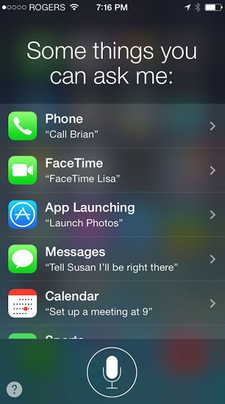 ROGERS 7:16 PM
Some things you
can ask me:
Phone
“Call Brian”
FaceTime
“FaceTime Lisa”
App Launching
“Launch Photos”
Messages
“Tell Susan I'll be right there”
Calendar
“Set up a meeting at 9”
Sports
?